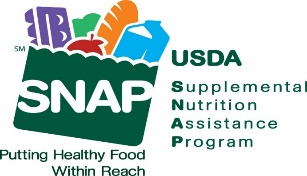 SM
SNAP
Putting Healthy Food
Within Reach
USDA
Supplemental
Nutrition
Assistance
Program